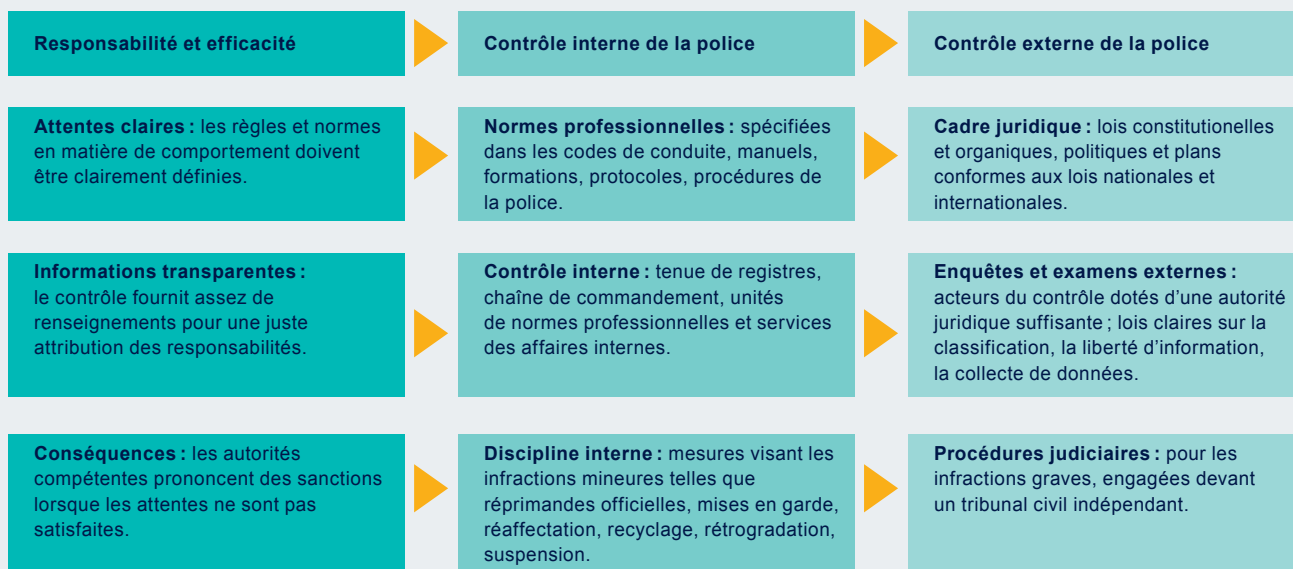 Responsabilité et efficacité
Contrôle interne de la police
Contrôle externe de la police
Attentes claires : les règles et normes
en matière de comportement doivent
être clairement définies.
Normes professionnelles : spécifiées
dans les codes de conduite, manuels,
formations, protocoles, procédures de
la police.
Cadre juridique : lois constitutionelles
et organiques, politiques et plans
conformes aux lois nationales et
internationales.
Informations transparentes :
le contrôle fournit assez de
renseignements pour une juste
attribution des responsabilités.
Contrôle interne : tenue de registres,
chaîne de commandement, unités
de normes professionnelles et services
des affaires internes.
Enquêtes et examens externes :
acteurs du contrôle dotés d’une autorité
juridique suffisante ; lois claires sur la
classification, la liberté d’information,
la collecte de données.
Conséquences : les autorités
compétentes prononcent des sanctions
lorsque les attentes ne sont pas
satisfaites.
Discipline interne : mesures visant les
infractions mineures telles que
réprimandes officielles, mises en garde,
réaffectation, recyclage, rétrogradation,
suspension.
Procédures judiciaires : pour les
infractions graves, engagées devant
un tribunal civil indépendant.